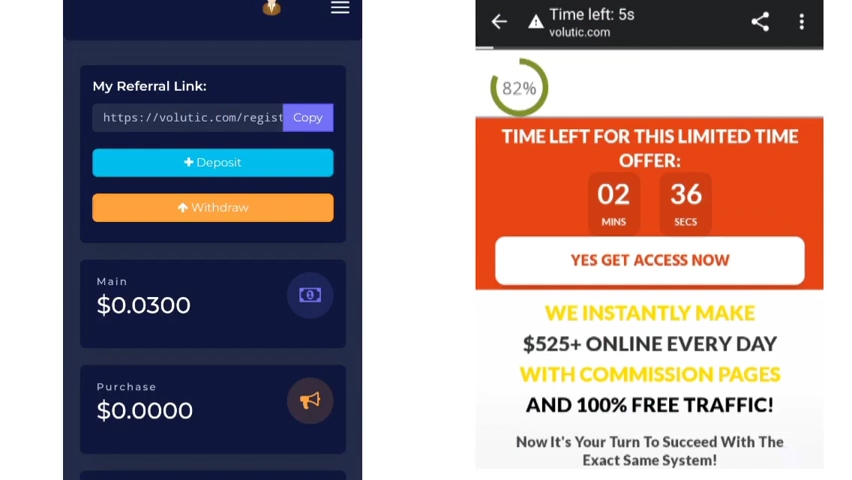 My Referral Link:
https://volutic.com/regist
Copy
Deposit
Withdraw
Main
$0.0300
Purchase
$0.0000
Time left: 5s
volutic.com
82%
TIME LEFT FOR THIS LIMITED TIME
OFFER:
02 36
MINS SECS
YES GET ACCESS NOW
WE INSTANTLY MAKE
$525+ ONLINE EVERY DAY
WITH COMMISSION PAGES
AND 100% FREE TRAFFIC!
Now It's Your Turn To Succeed With The
Exact Same System!